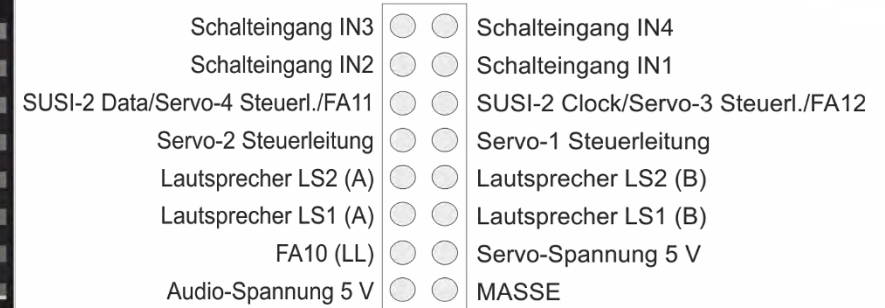 Schalteingang IN3 Schalteingang IN4
Schalteingang IN2 Schalteingang IN1
SUSI-2 Data/Servo-4 Steuerl./FA11 SUSI-2 Clock/Servo-3 Steuerl./FA12
Servo-2 Steuerleitung Servo-1 Steuerleitung
Lautsprecher LS2 (A) Lautsprecher LS2 (B)
Lautsprecher LS1 (A) Lautsprecher LS1 (B)
FA10 (LL) Servo-Spannung 5 V
Audio-Spannung 5 V MASSE